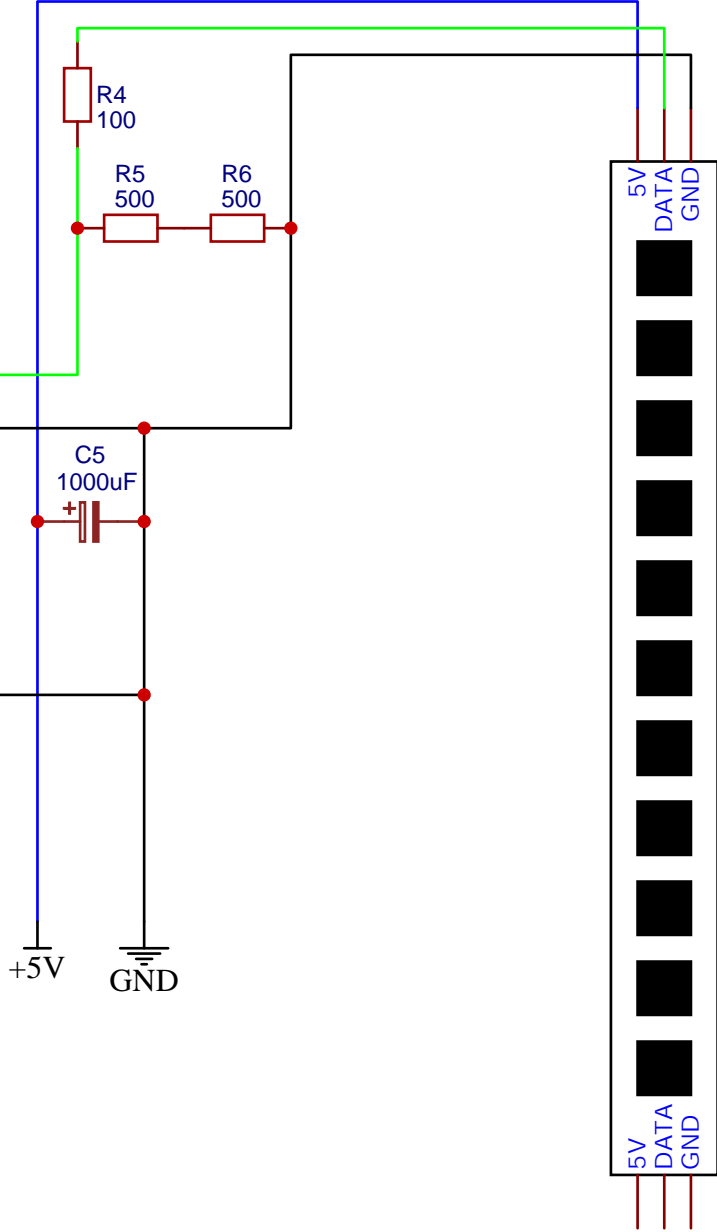 R4
100
R5
500
R6
500
5V
DATA
GND
C5
1000uF
+
+5V
GND
5V
DATA
GND